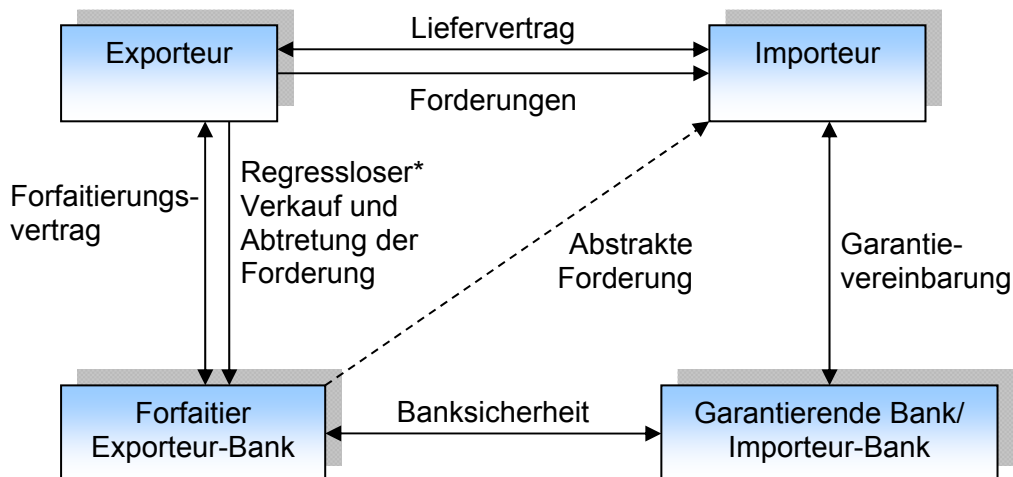 Exporteur
Liefervertrag
Importeur
Forderungen
Forfaitierungs-
vertrag
Regressloser*
Verkauf und
Abtretung der
Forderung
Abstrakte
Forderung
Garantie-
vereinbarung
Forfaitier
Exporteur-Bank
Banksicherheit
Garantierende Bank/
Importeur-Bank